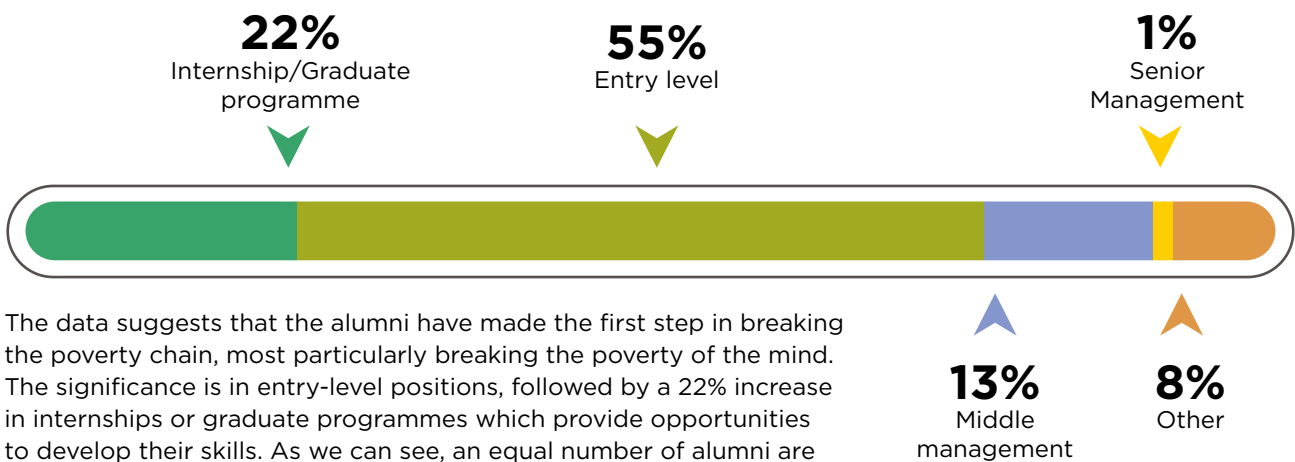 22%
Internship/Graduate
programme
55%
Entry level
1%
Senior
Management
The data suggests that the alumni have made the first step in breaking
the poverty chain, most particularly breaking the poverty of the mind.
The significance is in entry-level positions, followed by a 22% increase
in internships or graduate programmes which provide opportunities
to develop their skills. As we can see, an equal number of alumni are
13%
Middle
management
8%
Other